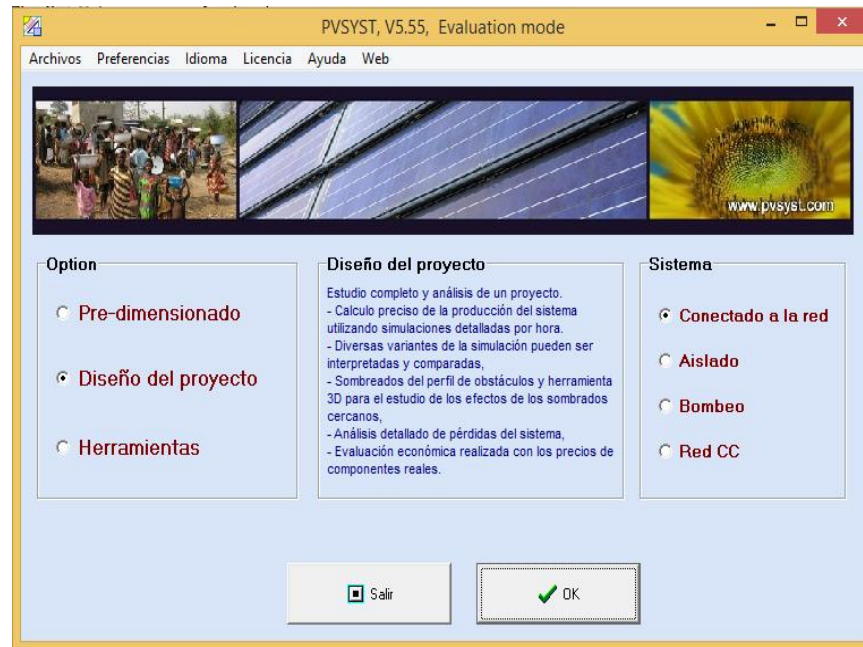 PVSYST, V5.55, Evaluation mode
Archivos Preferencias Idioma Licencia Ayuda Web
www.pvsyst.com
Option
Pre-dimensionado
Diseño del proyecto
Herramientas
Diseño del proyecto
Estudio completo y análisis de un proyecto.
- Calculo preciso de la producción del sistema
utilizando simulaciones detalladas por hora.
- Diversas variantes de la simulación pueden ser
interpretadas y comparadas,
- Sombreados del perfil de obstáculos y herramienta
3D para el estudio de los efectos de los sombrados
cercanos,
- Análisis detallado de pérdidas del sistema,
- Evaluación económica realizada con los precios de
componentes reales.
Sistema
Conectado a la red
Aislado
Bombeo
Red CC
Salir
OK